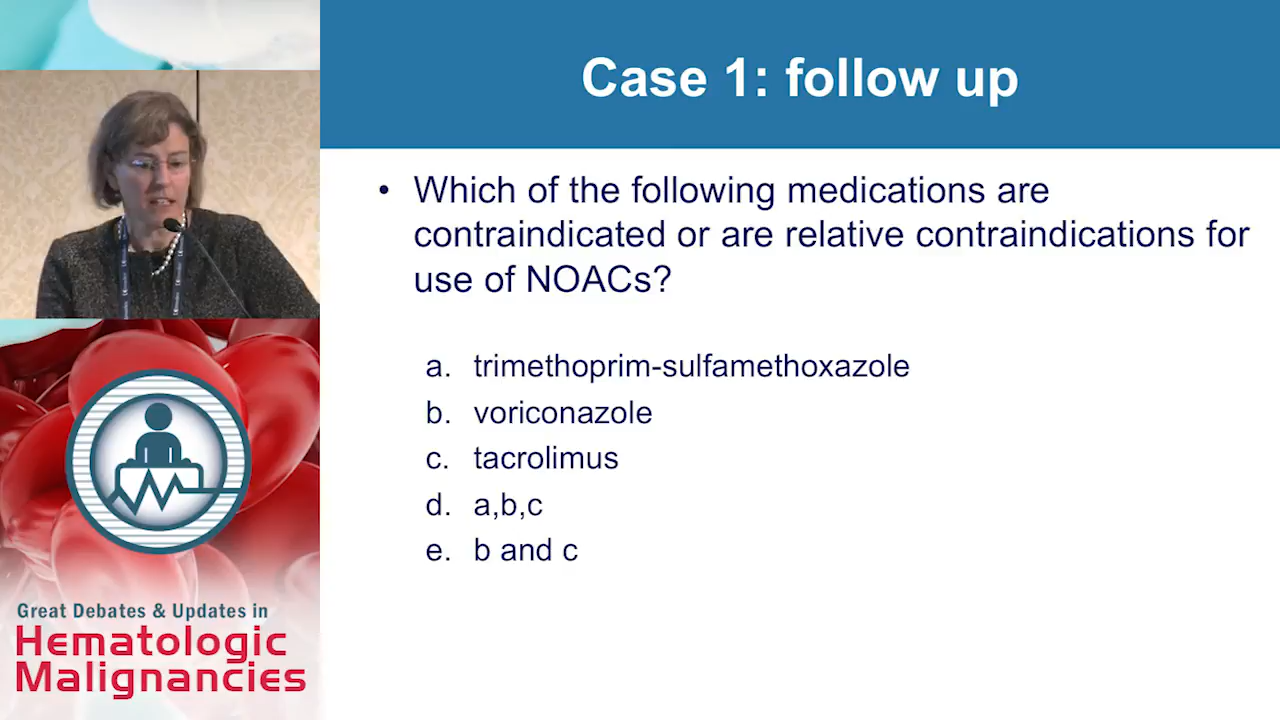 Case 1: follow up
• Which of the following medications are
contraindicated or are relative contraindications for
use of NOACs?
a. trimethoprim-sulfamethoxazole
b. voriconazole
c. tacrolimus
d. a,b,c
e. b and c
Great Debates & Updates in
Hematologic
Malignancies